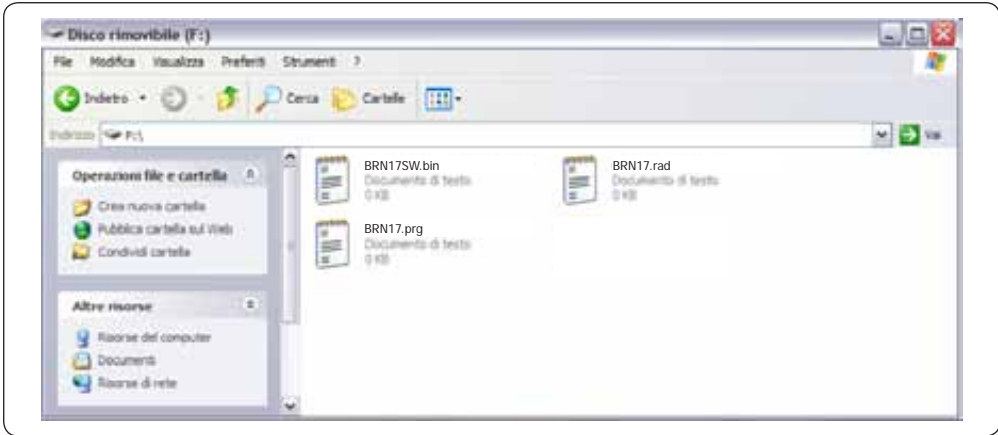 Disco rimovibile (F:)
File Modifica Visualizza Preferiti Strumenti ?
Indietro Cerca Cartelle
Indirizzo F:\ Vai
Operazioni file e cartella
Crea nuova cartella
Pubblica cartella sul Web
Condividi cartella
Altre risorse
Risorse del computer
Documenti
Risorse di rete
BRN17SW.bin
Documento di testo
0 KB
BRN17.rad
Documento di testo
0 KB
BRN17.prg
Documento di testo
0 KB